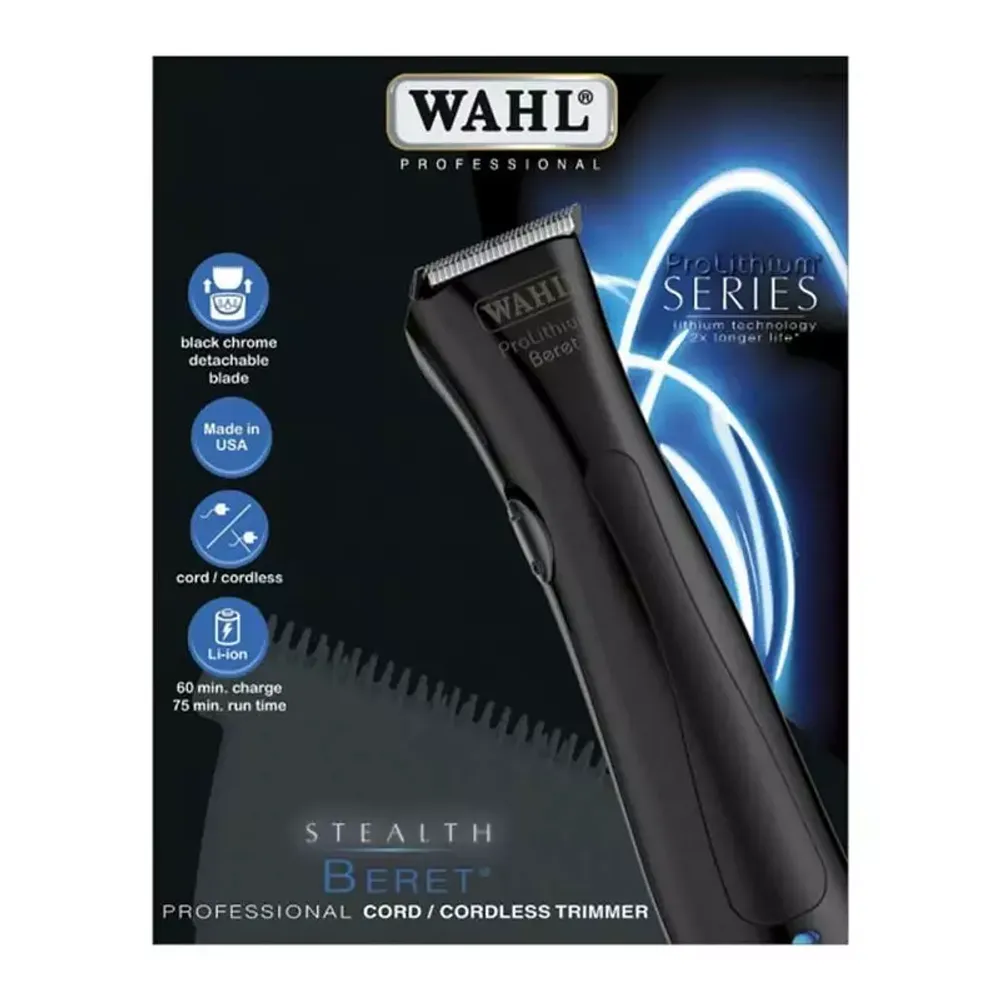 WAHL®
PROFESSIONAL
ProLithium®
SERIES
lithium technology
2x longer life*
WAHL
ProLithiu
Beret
black chrome
detachable
blade
Made in
USA
cord / cordless
Li-ion
60 min. charge
75 min. run time
STEALTH
BERET®
PROFESSIONAL CORD / CORDLESS TRIMMER